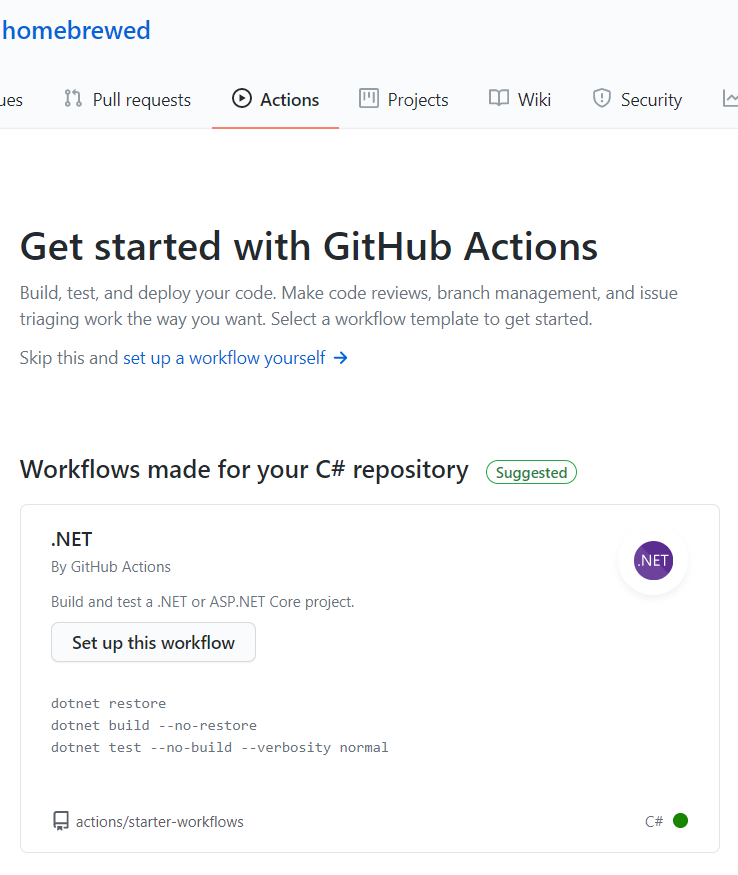 homebrewed
ues Pull requests Actions Projects Wiki Security
Get started with GitHub Actions
Build, test, and deploy your code. Make code reviews, branch management, and issue
triaging work the way you want. Select a workflow template to get started.
Skip this and set up a workflow yourself →
Workflows made for your C# repository Suggested
.NET
By GitHub Actions
.NET
Build and test a .NET or ASP.NET Core project.
Set up this workflow
dotnet restore
dotnet build --no-restore
dotnet test --no-build --verbosity normal
actions/starter-workflows C#